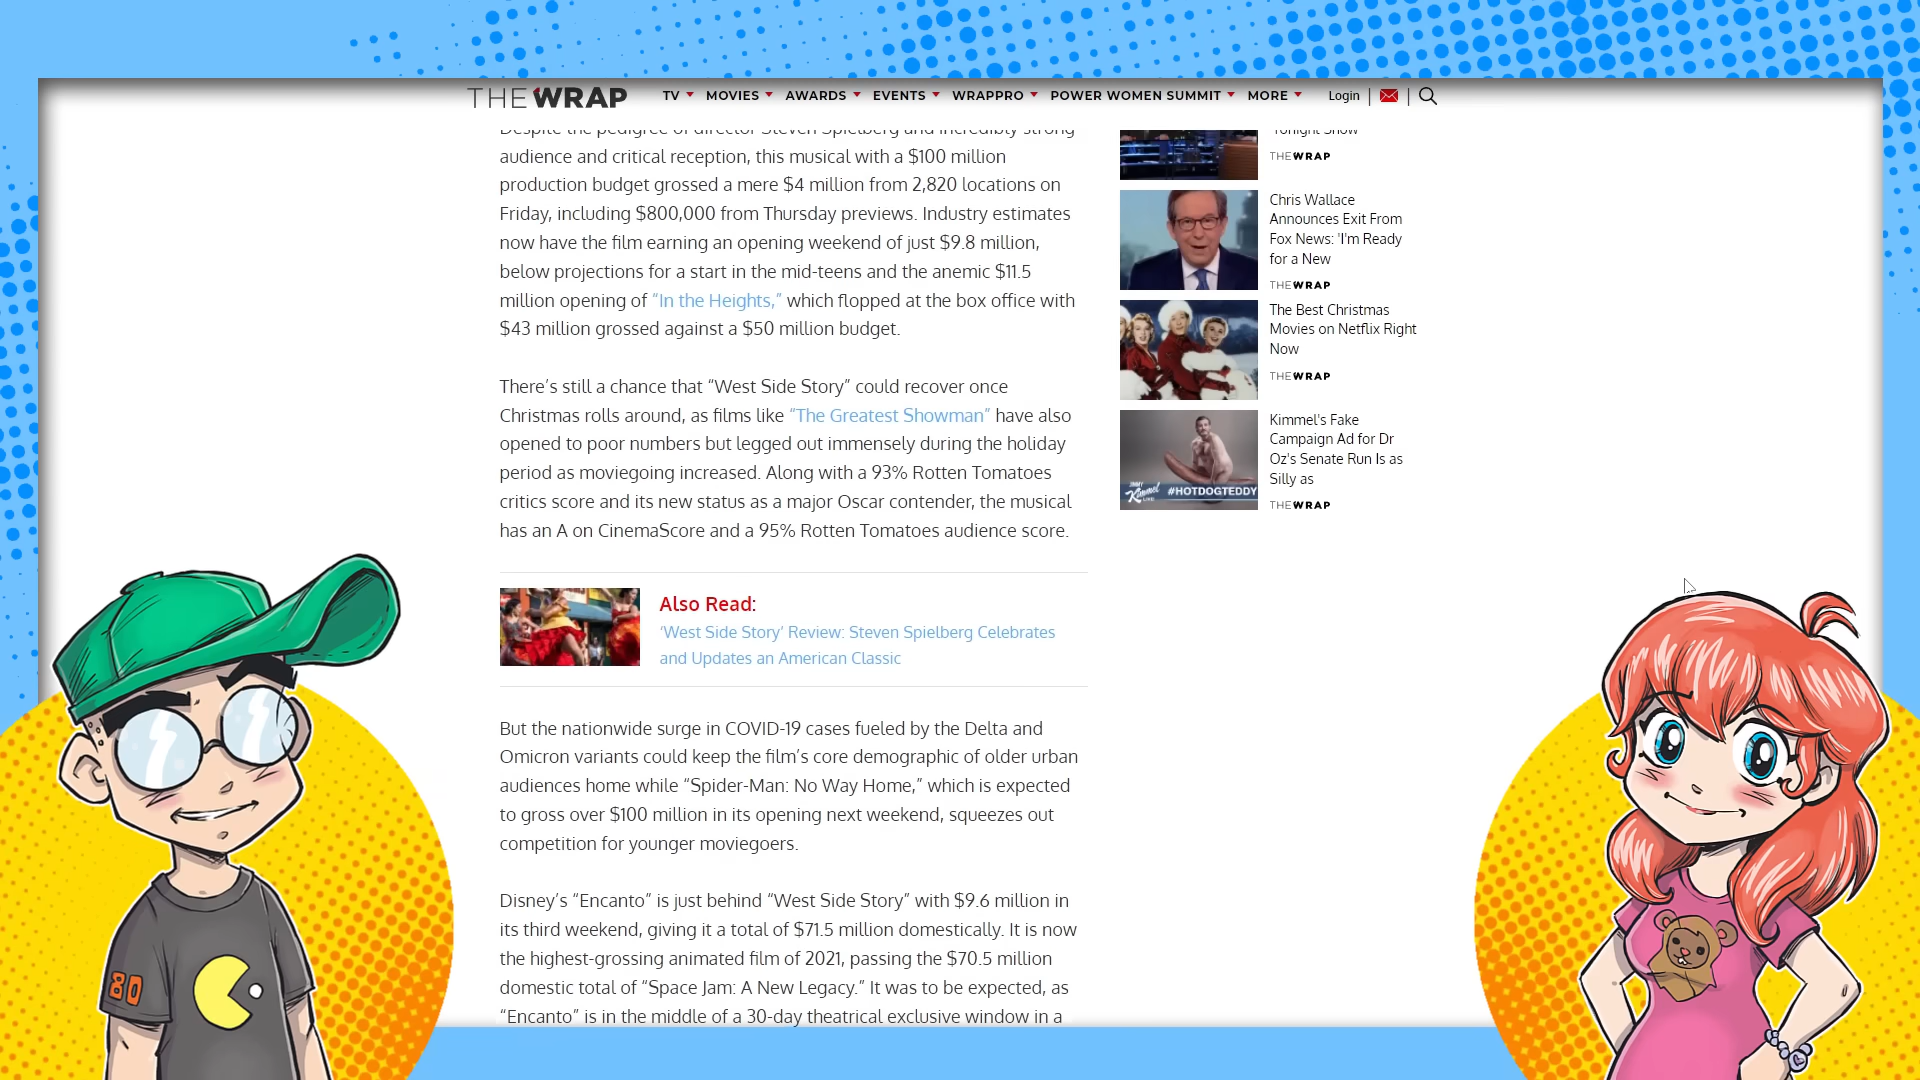 THE WRAP
TV MOVIES AWARDS EVENTS WRAPPRO POWER WOMEN SUMMIT MORE Login
Despite the pedigree of director Steven Spielberg and incredibly strong
audience and critical reception, this musical with a $100 million
production budget grossed a mere $4 million from 2,820 locations on
Friday, including $800,000 from Thursday previews. Industry estimates
now have the film earning an opening weekend of just $9.8 million,
below projections for a start in the mid-teens and the anemic $11.5
million opening of “In the Heights,” which flopped at the box office with
$43 million grossed against a $50 million budget.
There’s still a chance that “West Side Story” could recover once
Christmas rolls around, as films like “The Greatest Showman” have also
opened to poor numbers but legged out immensely during the holiday
period as moviegoing increased. Along with a 93% Rotten Tomatoes
critics score and its new status as a major Oscar contender, the musical
has an A on CinemaScore and a 95% Rotten Tomatoes audience score.
Also Read:
‘West Side Story’ Review: Steven Spielberg Celebrates
and Updates an American Classic
But the nationwide surge in COVID-19 cases fueled by the Delta and
Omicron variants could keep the film’s core demographic of older urban
audiences home while “Spider-Man: No Way Home,” which is expected
to gross over $100 million in its opening next weekend, squeezes out
competition for younger moviegoers.
Disney’s “Encanto” is just behind “West Side Story” with $9.6 million in
its third weekend, giving it a total of $71.5 million domestically. It is now
the highest-grossing animated film of 2021, passing the $70.5 million
domestic total of “Space Jam: A New Legacy.” It was to be expected, as
“Encanto” is in the middle of a 30-day theatrical exclusive window in a
Tonight Show
THEWRAP
Chris Wallace
Announces Exit From
Fox News: 'I'm Ready
for a New
THEWRAP
The Best Christmas
Movies on Netflix Right
Now
THEWRAP
Kimmel's Fake
Campaign Ad for Dr
Oz's Senate Run Is as
Silly as
THEWRAP
JIMMY
Kimmel
LIVE
#HOTDOGTEDDY
80